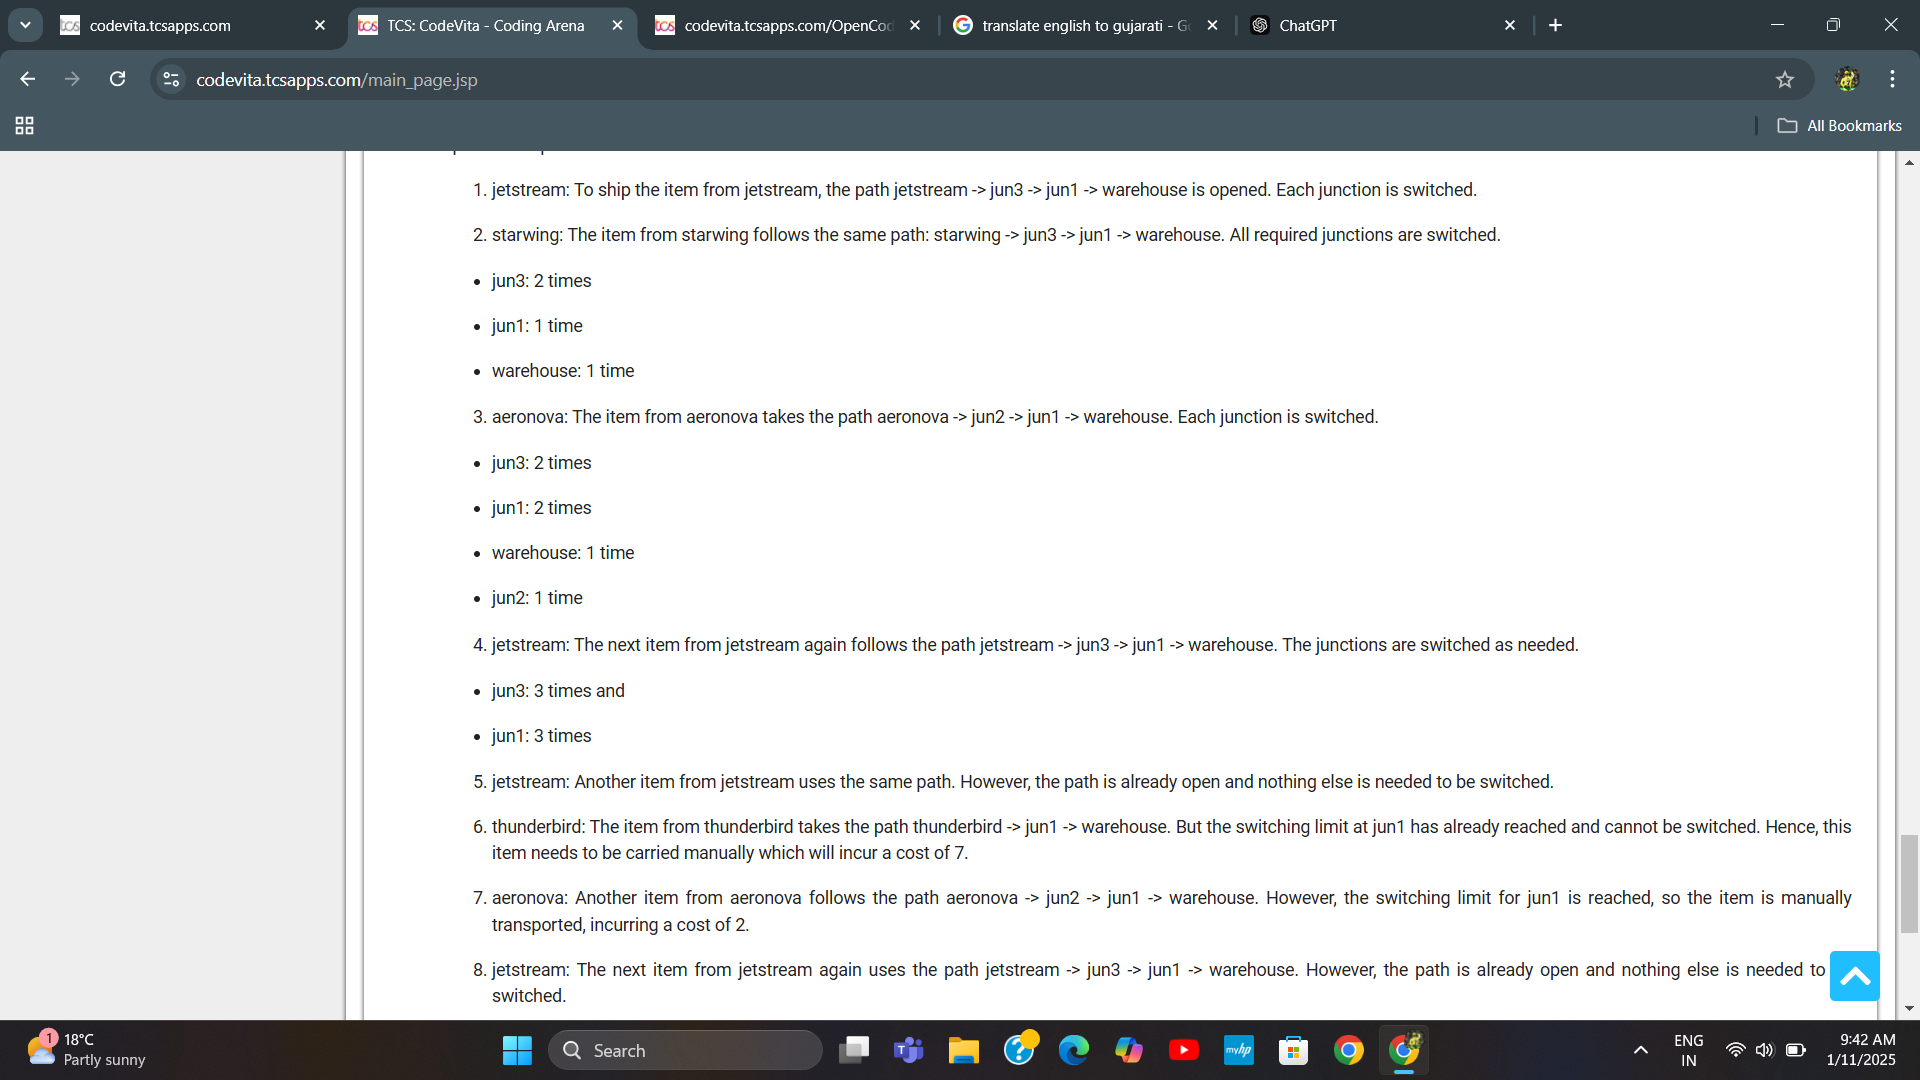 codevita.tcsapps.com
TCS: CodeVita - Coding Arena
codevita.tcsapps.com/OpenCod
translate english to gujarati - Go
ChatGPT
codevita.tcsapps.com/main_page.jsp
All Bookmarks
1. jetstream: To ship the item from jetstream, the path jetstream -> jun3 -> jun1 -> warehouse is opened. Each junction is switched.
2. starwing: The item from starwing follows the same path: starwing -> jun3 -> jun1 -> warehouse. All required junctions are switched.
• jun3: 2 times
• jun1: 1 time
• warehouse: 1 time
3. aeronova: The item from aeronova takes the path aeronova -> jun2 -> jun1 -> warehouse. Each junction is switched.
• jun3: 2 times
• jun1: 2 times
• warehouse: 1 time
• jun2: 1 time
4. jetstream: The next item from jetstream again follows the path jetstream -> jun3 -> jun1 -> warehouse. The junctions are switched as needed.
• jun3: 3 times and
• jun1: 3 times
5. jetstream: Another item from jetstream uses the same path. However, the path is already open and nothing else is needed to be switched.
6. thunderbird: The item from thunderbird takes the path thunderbird -> jun1 -> warehouse. But the switching limit at jun1 has already reached and cannot be switched. Hence, this
item needs to be carried manually which will incur a cost of 7.
7. aeronova: Another item from aeronova follows the path aeronova -> jun2 -> jun1 -> warehouse. However, the switching limit for jun1 is reached, so the item is manually
transported, incurring a cost of 2.
8. jetstream: The next item from jetstream again uses the path jetstream -> jun3 -> jun1 -> warehouse. However, the path is already open and nothing else is needed to
switched.
1
18°C
Partly sunny
Search
myhp
ENG
IN
9:42 AM
1/11/2025